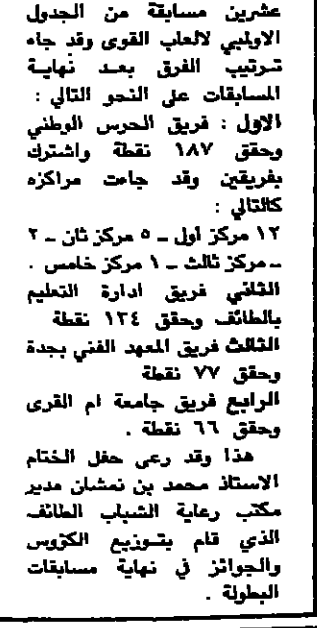 عشرين مسابقة من الجدول
الاولمبي لالعاب القوى وقد جاء
ترتيب الفرق بعد نهاية
المسابقات على النحو التالي :
الاول : فريق الحرس الوطني
وحقق ١٨٧ نقطة واشترك
بفريقين وقد جاءت مراكزه
كالتالي :
١٢ مركز اول ـ ٥ مركز ثان ـ ٢
ـ مركز ثالث ـ ١ مركز خامس .
الثاني فريق ادارة التعليم
بالطائف وحقق ١٣٤ نقطة
الثالث فريق المعهد الفني بجدة
وحقق ٧٧ نقطة
الرابع فريق جامعة ام القرى
وحقق ٦٦ نقطة .
هذا وقد رعى حفل الختام
الاستاذ محمد بن نمشان مدير
مكتب رعاية الشباب الطائف
الذي قام بتوزيع الكؤوس
والجوائز في نهاية مسابقات
البطولة .